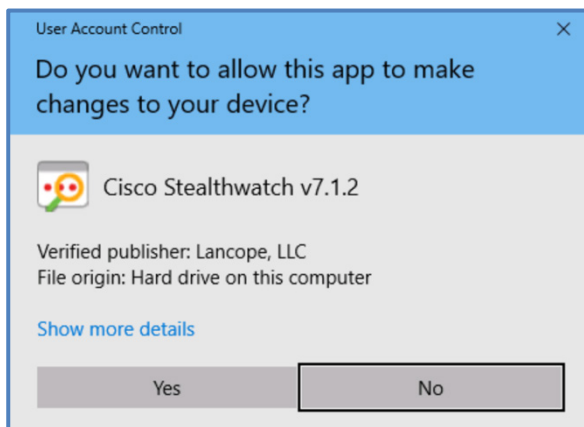 User Account Control
Do you want to allow this app to make
changes to your device?
Cisco Stealthwatch v7.1.2
Verified publisher: Lancope, LLC
File origin: Hard drive on this computer
Show more details
Yes
No